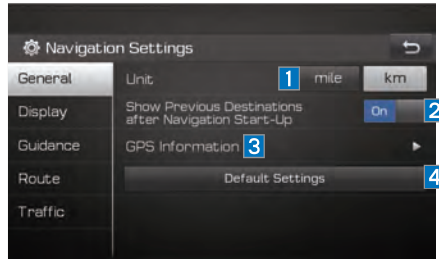 Navigation Settings
General
Unit 1 mile km
Display
Show Previous Destinations
after Navigation Start-Up
On 2
Guidance
GPS Information 3
Route
Default Settings 4
Traffic